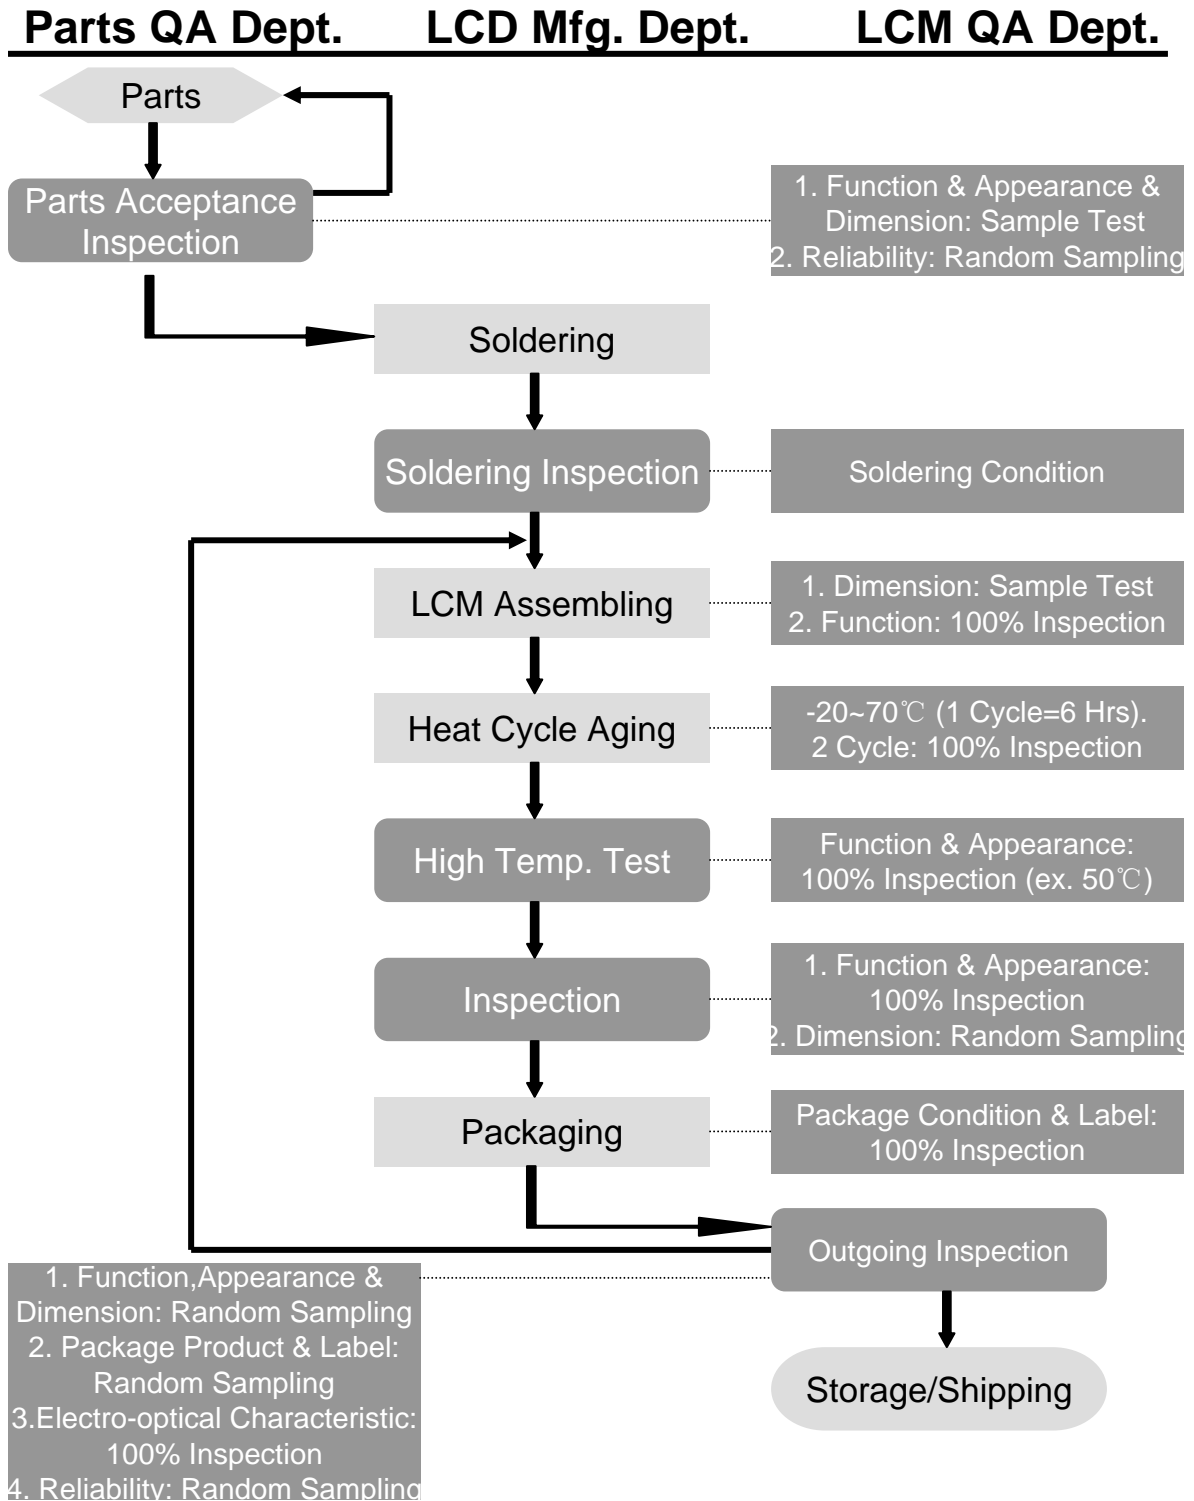 Parts QA Dept.
LCD Mfg. Dept.
LCM QA Dept.
Parts
Parts Acceptance
Inspection
1. Function & Appearance &
Dimension: Sample Test
2. Reliability: Random Sampling
Soldering
Soldering Inspection
Soldering Condition
LCM Assembling
1. Dimension: Sample Test
2. Function: 100% Inspection
Heat Cycle Aging
-20~70℃ (1 Cycle=6 Hrs).
2 Cycle: 100% Inspection
High Temp. Test
Function & Appearance:
100% Inspection (ex. 50℃)
Inspection
1. Function & Appearance:
100% Inspection
2. Dimension: Random Sampling
Packaging
Package Condition & Label:
100% Inspection
Outgoing Inspection
1. Function,Appearance &
Dimension: Random Sampling
2. Package Product & Label:
Random Sampling
3.Electro-optical Characteristic:
100% Inspection
4. Reliability: Random Sampling
Storage/Shipping